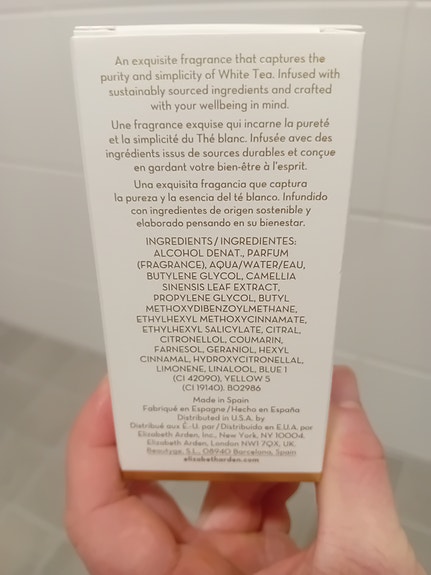 An exquisite fragrance that captures the
purity and simplicity of White Tea. Infused with
sustainably sourced ingredients and crafted
with your wellbeing in mind.
Une fragrance exquise qui incarne la pureté
et la simplicité du Thé blanc. Infusée avec des
ingrédients issus de sources durables et conçue
en gardant votre bien-être à l'esprit.
Una exquisita fragancia que captura
la pureza y la esencia del té blanco. Infundido
con ingredientes de origen sostenible y
elaborado pensando en su bienestar.
INGREDIENTS/INGREDIENTES:
ALCOHOL DENAT., PARFUM
(FRAGRANCE), AQUA/WATER/EAU,
BUTYLENE GLYCOL, CAMELLIA
SINENSIS LEAF EXTRACT,
PROPYLENE GLYCOL, BUTYL
METHOXYDIBENZOYLMETHANE,
ETHYLHEXYL METHOXYCINNAMATE,
ETHYLHEXYL SALICYLATE, CITRAL,
CITRONELLOL, COUMARIN,
FARNESOL, GERANIOL, HEXYL
CINNAMAL, HYDROXYCITRONELLAL,
LIMONENE, LINALOOL, BLUE 1
(CI 42090), YELLOW 5
(CI 19140). B02986
Made in Spain
Fabriqué en Espagne/Hecho en España
Distributed in U.S.A. by
Distribué aux É.-U. par/Distribuido en E.U.A. por
Elizabeth Arden, Inc., New York, NY 10004.
Elizabeth Arden, London NW1 7QX, UK.
Beautyge, S.L., 08940 Barcelona, Spain
elizabetharden.com